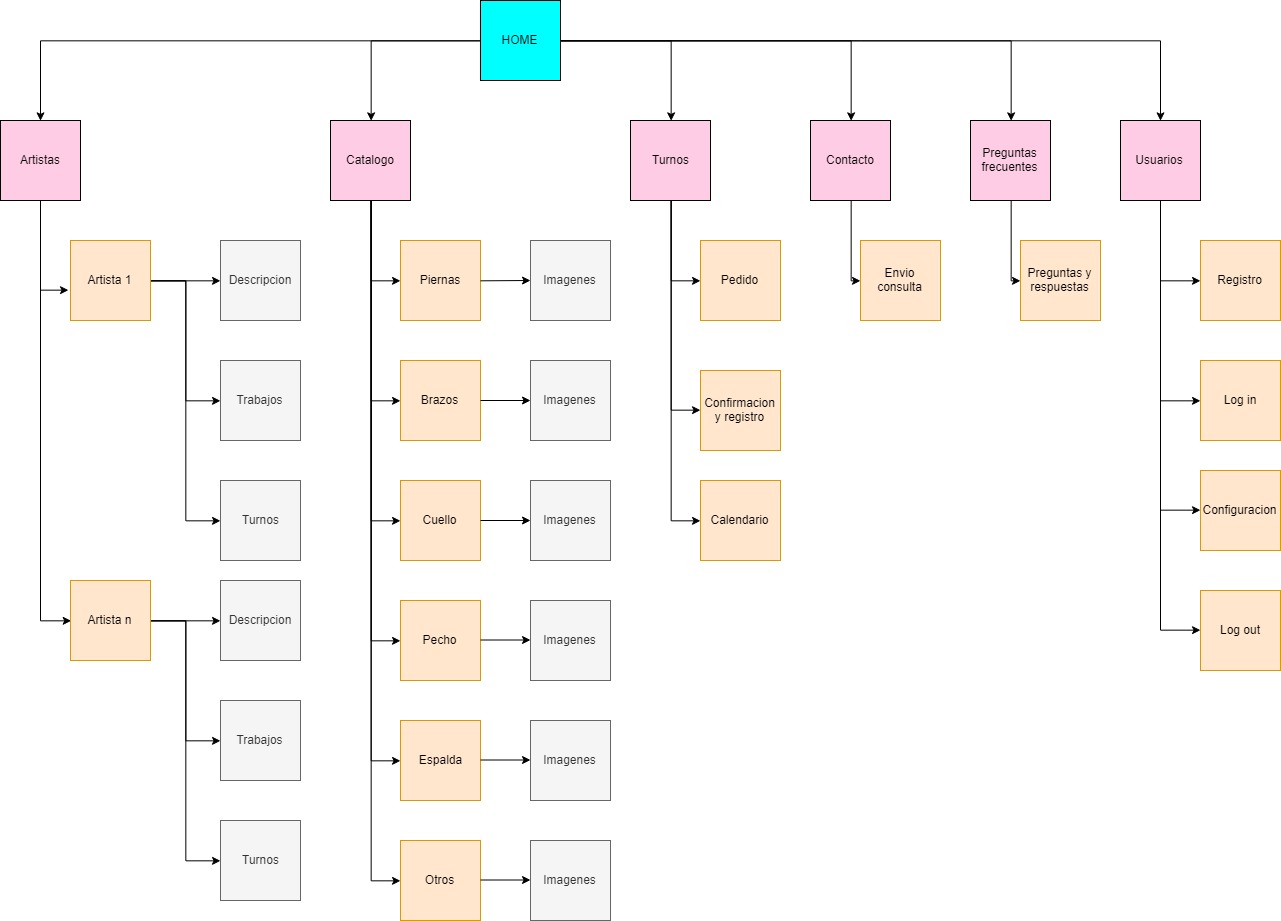 HOME
Artistas
Catalogo
Turnos
Contacto
Preguntas
frecuentes
Usuarios
Artista 1
Descripcion
Piernas
Imagenes
Pedido
Envio
consulta
Preguntas y
respuestas
Registro
Trabajos
Brazos
Imagenes
Confirmacion
y registro
Log in
Turnos
Cuello
Imagenes
Calendario
Configuracion
Artista n
Descripcion
Pecho
Imagenes
Log out
Trabajos
Espalda
Imagenes
Turnos
Otros
Imagenes